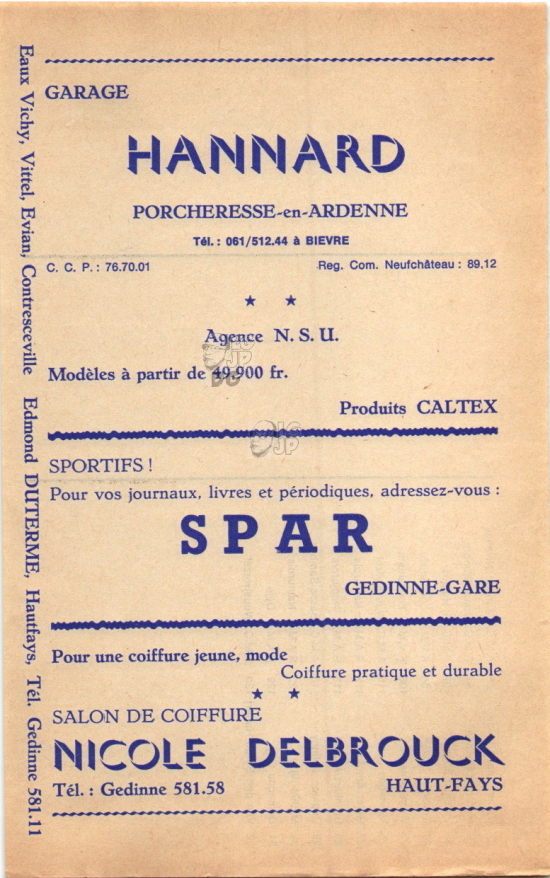 GARAGE
HANNARD
PORCHERESSE-en-ARDENNE
Tél. : 061/512.44 à BIEVRE
C. C. P. : 76.70.01
Reg. Com. Neufchâteau : 89.12
Agence N. S. U.
Modèles à partir de 49.900 fr.
Produits CALTEX
SPORTIFS !
Pour vos journaux, livres et périodiques, adressez-vous :
SPAR
GEDINNE-GARE
Pour une coiffure jeune, mode
Coiffure pratique et durable
SALON DE COIFFURE
NICOLE DELBROUCK
Tél. : Gedinne 581.58
HAUT-FAYS
Eaux Vichy, Vittel, Evian, Contresceville Edmond DUTERME, Hautfays, Tél. Gedinne 581.11